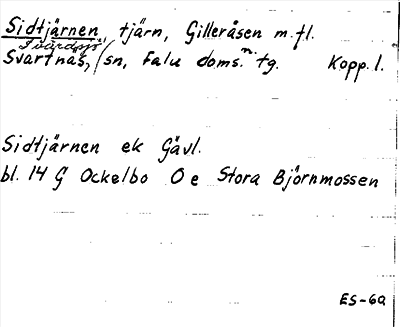 Sidtjärnen, tjärn, Gilleråsen m.fl.
Svärdsjö
Svartnäs, sn, Falu doms. n. tg. Kopp. l.
Sidtjärnen ek Gävl.
bl. 14 G Ockelbo O e Stora Björnmossen
ES-60